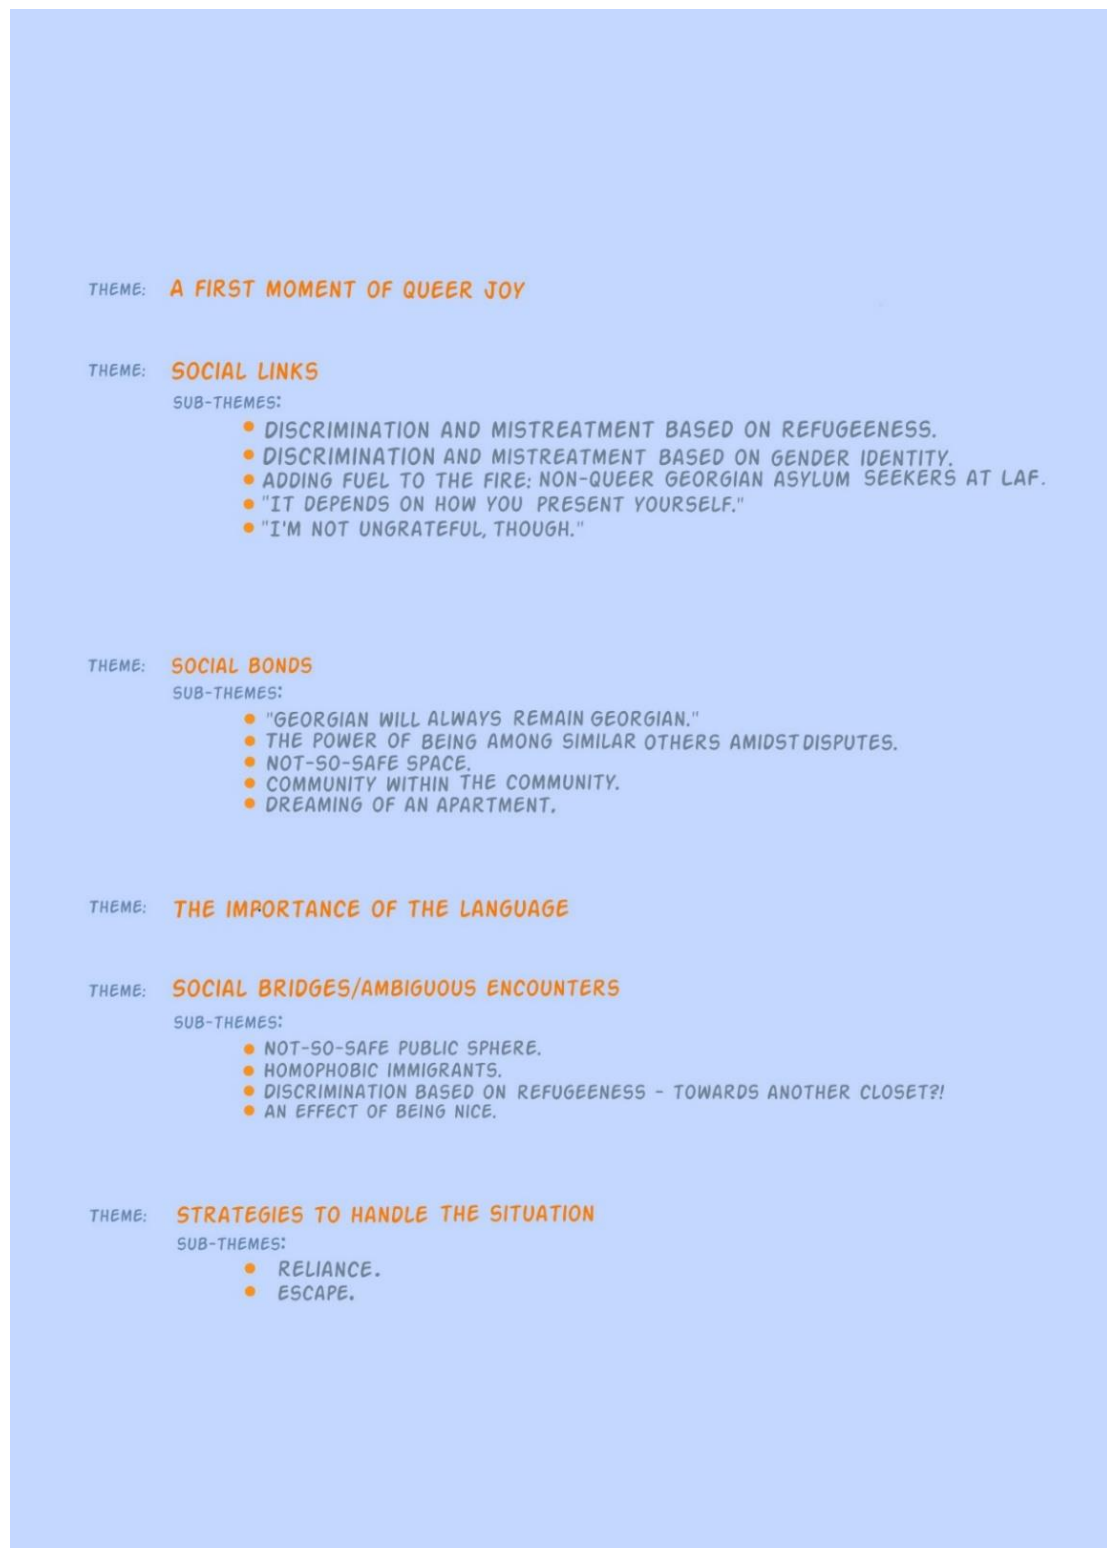 THEME: A FIRST MOMENT OF QUEER JOY
THEME: SOCIAL LINKS
SUB-THEMES:
• DISCRIMINATION AND MISTREATMENT BASED ON REFUGEENESS.
• DISCRIMINATION AND MISTREATMENT BASED ON GENDER IDENTITY.
• ADDING FUEL TO THE FIRE: NON-QUEER GEORGIAN ASYLUM SEEKERS AT LAF.
• "IT DEPENDS ON HOW YOU PRESENT YOURSELF."
• "I'M NOT UNGRATEFUL, THOUGH."
THEME: SOCIAL BONDS
SUB-THEMES:
• "GEORGIAN WILL ALWAYS REMAIN GEORGIAN."
• THE POWER OF BEING AMONG SIMILAR OTHERS AMIDST DISPUTES.
• NOT-SO-SAFE SPACE.
• COMMUNITY WITHIN THE COMMUNITY.
• DREAMING OF AN APARTMENT.
THEME: THE IMPORTANCE OF THE LANGUAGE
THEME: SOCIAL BRIDGES/AMBIGUOUS ENCOUNTERS
SUB-THEMES:
• NOT-SO-SAFE PUBLIC SPHERE.
• HOMOPHOBIC IMMIGRANTS.
• DISCRIMINATION BASED ON REFUGEENESS - TOWARDS ANOTHER CLOSET?!
• AN EFFECT OF BEING NICE.
THEME: STRATEGIES TO HANDLE THE SITUATION
SUB-THEMES:
• RELIANCE.
• ESCAPE.